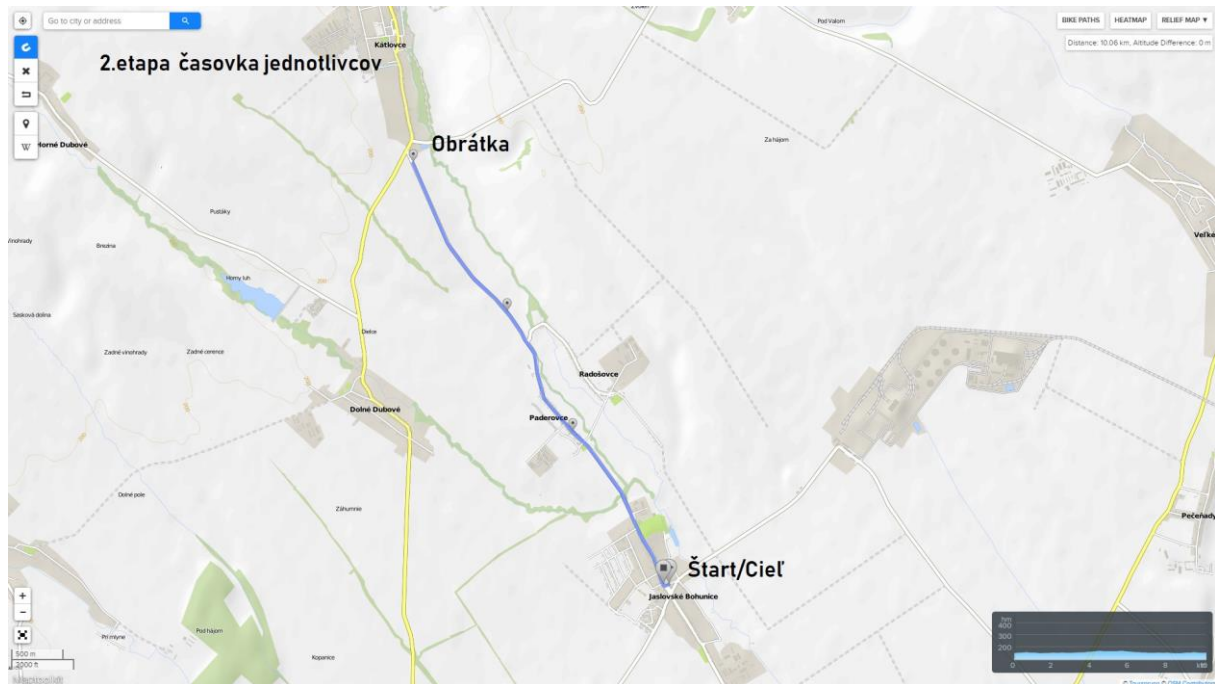 Go to city or address
BIKE PATHS
HEATMAP
RELIEF MAP ▼
Distance: 10.06 km, Altitude Difference: 0 m
Pod Valom
Kátlovce
2.etapa časovka jednotlivcov
Obrátka
Za hájom
W
Horné Dubové
Pustáky
Veľké
Vinohrady
Brezina
Horný luh
Sasková dolina
Dielce
Zadné vinohrady
Zadné cerence
Radošovce
Dolné Dubové
Paderovce
Dolné pole
Záhumnie
Pečeňady
Štart/Cieľ
Jaslovské Bohunice
Pod hájom
Pri mlyne
Kopanice
+
−
500 m
2000 ft
hm
400
300
200
0
2
4
6
8